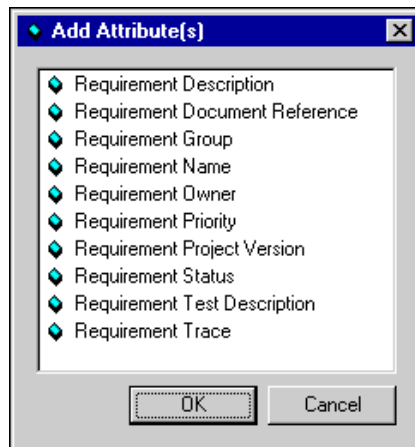 Add Attribute(s)
Requirement Description
Requirement Document Reference
Requirement Group
Requirement Name
Requirement Owner
Requirement Priority
Requirement Project Version
Requirement Status
Requirement Test Description
Requirement Trace
OK Cancel